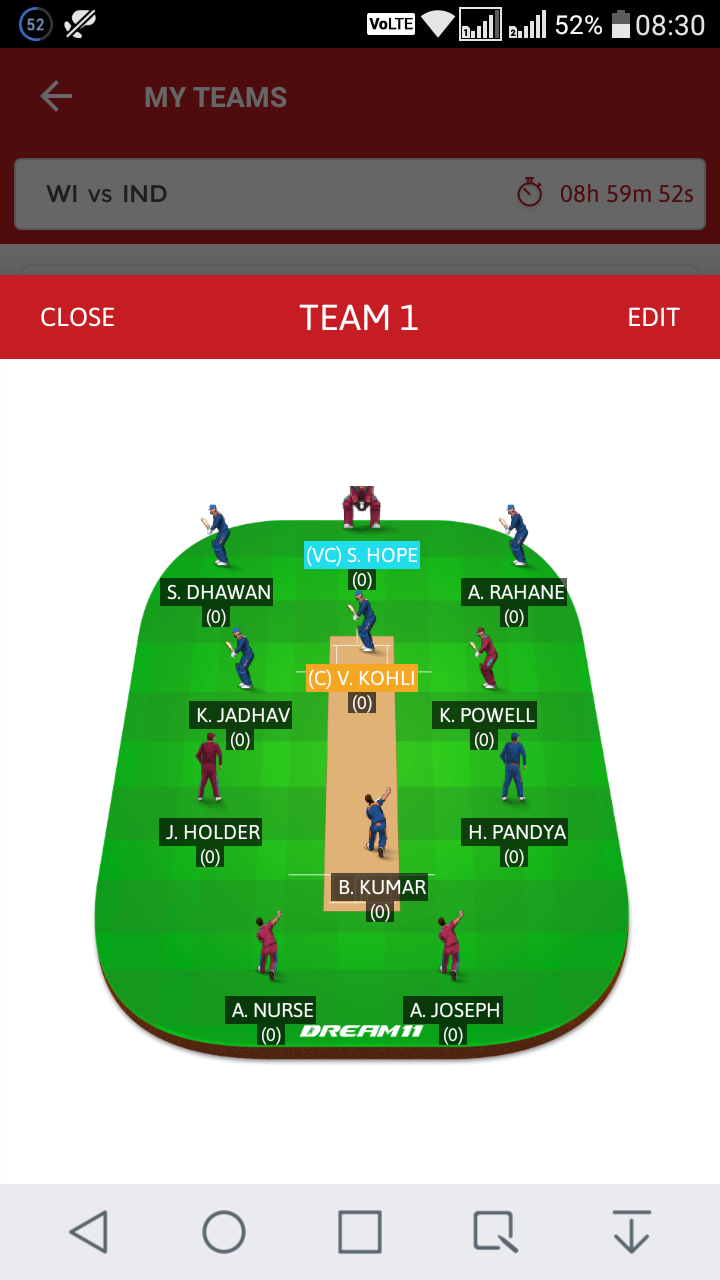 52
VoLTE 1 2 52% 08:30
MY TEAMS
WI vs IND 08h 59m 52s
CLOSE TEAM 1 EDIT
(VC) S. HOPE
(0)
S. DHAWAN A. RAHANE
(0) (0)
(C) V. KOHLI
(0)
K. JADHAV K. POWELL
(0) (0)
J. HOLDER H. PANDYA
(0) (0)
B. KUMAR
(0)
A. NURSE A. JOSEPH
(0) DREAM11 (0)